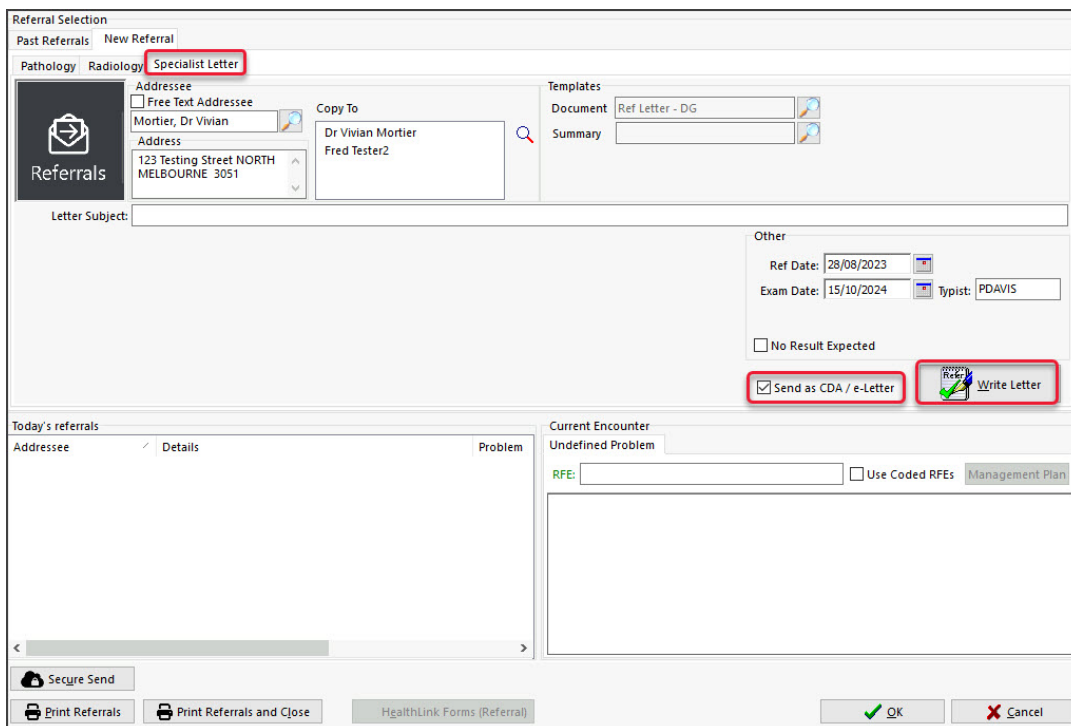 Referral Selection
Past Referrals New Referral
Pathology Radiology Specialist Letter
Referrals
Addressee
Free Text Addressee
Mortier, Dr Vivian
Address
123 Testing Street NORTH
MELBOURNE 3051
Copy To
Dr Vivian Mortier
Fred Tester2
Templates
Document Ref Letter - DG
Summary
Letter Subject:
Other
Ref Date: 28/08/2023
Exam Date: 15/10/2024 Typist: PDAVIS
No Result Expected
Send as CDA / e-Letter
Refer Write Letter
Today's referrals
Addressee Details Problem
Current Encounter
Undefined Problem
RFE: Use Coded RFEs Management Plan
Secure Send
Print Referrals Print Referrals and Close HealthLink Forms (Referral) OK Cancel